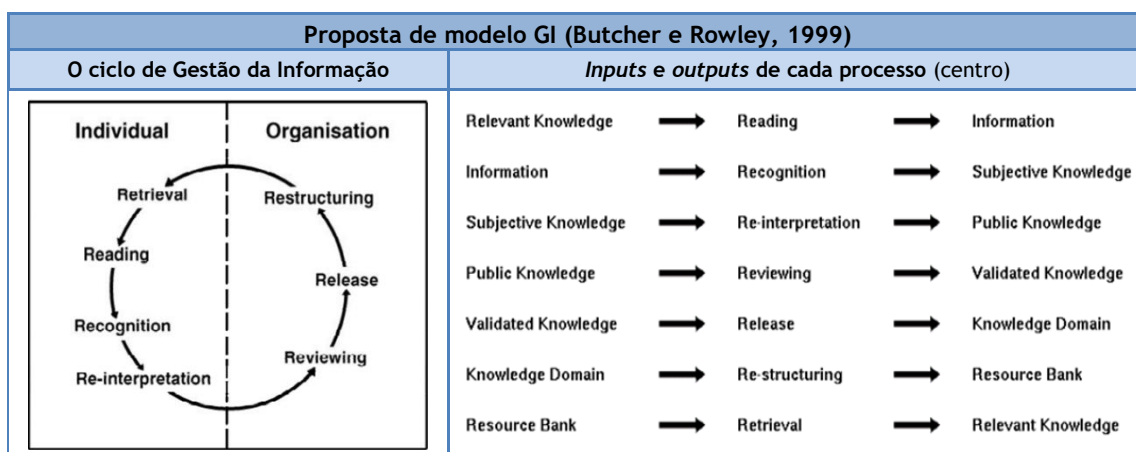 Proposta de modelo GI (Butcher e Rowley, 1999)
O ciclo de Gestão da Informação
Inputs e outputs de cada processo (centro)
Individual
Organisation
Retrieval
Restructuring
Reading
Release
Recognition
Reviewing
Re-interpretation
Relevant Knowledge Reading Information
Information Recognition Subjective Knowledge
Subjective Knowledge Re-interpretation Public Knowledge
Public Knowledge Reviewing Validated Knowledge
Validated Knowledge Release Knowledge Domain
Knowledge Domain Re-structuring Resource Bank
Resource Bank Retrieval Relevant Knowledge